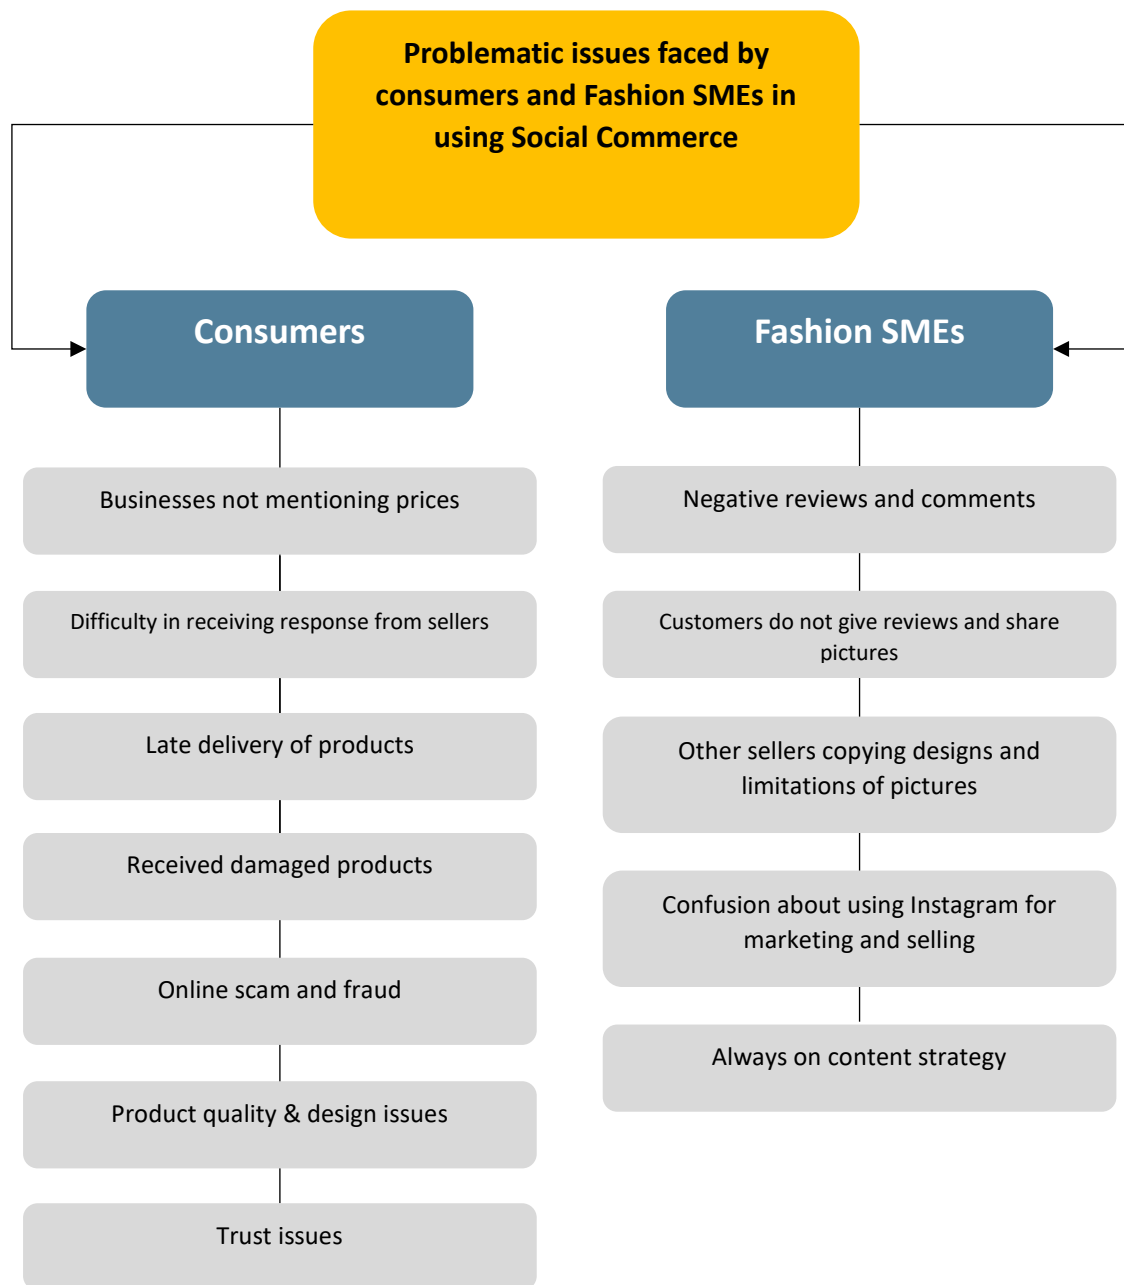 Problematic issues faced by
consumers and Fashion SMEs in
using Social Commerce
Consumers
Businesses not mentioning prices
Difficulty in receiving response from sellers
Late delivery of products
Received damaged products
Online scam and fraud
Product quality & design issues
Trust issues
Fashion SMEs
Negative reviews and comments
Customers do not give reviews and share
pictures
Other sellers copying designs and
limitations of pictures
Confusion about using Instagram for
marketing and selling
Always on content strategy